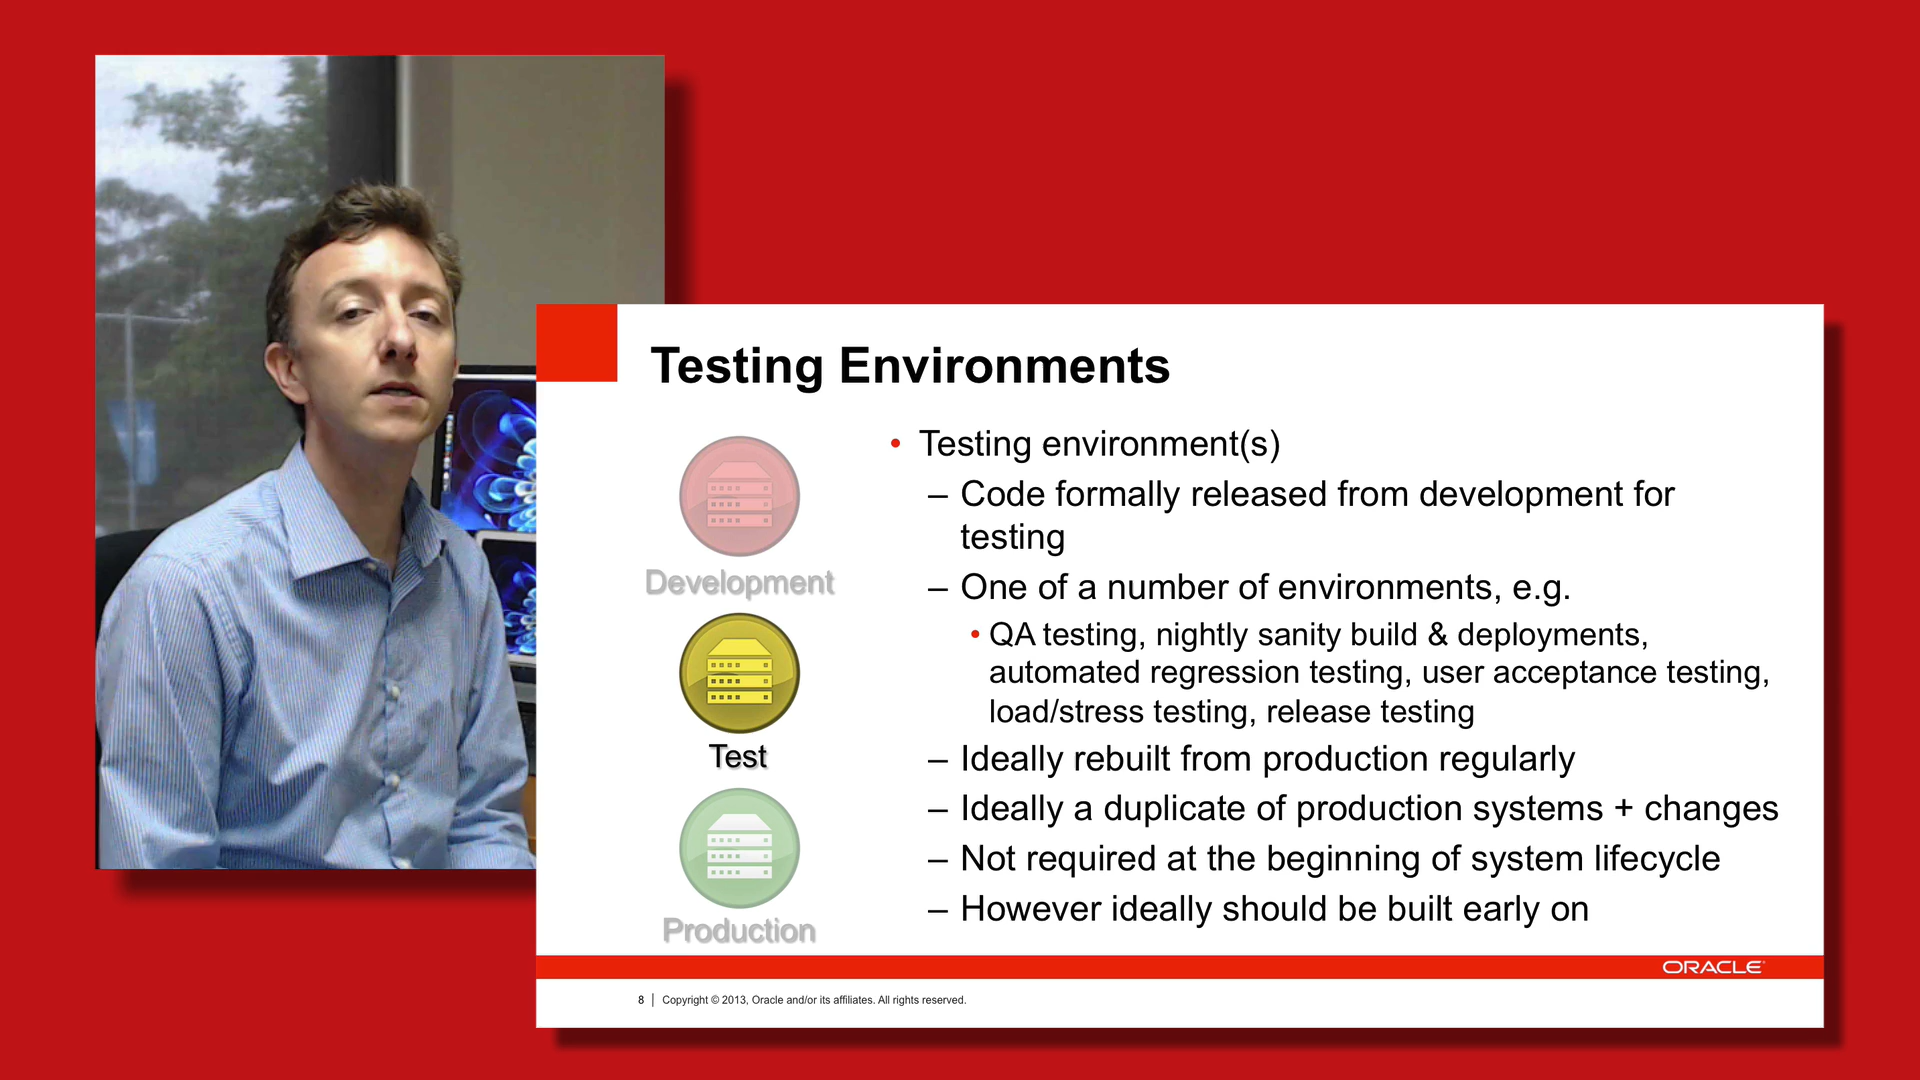 Testing Environments
Development
Test
Production
• Testing environment(s)
– Code formally released from development for
testing
– One of a number of environments, e.g.
• QA testing, nightly sanity build & deployments,
automated regression testing, user acceptance testing,
load/stress testing, release testing
– Ideally rebuilt from production regularly
– Ideally a duplicate of production systems + changes
– Not required at the beginning of system lifecycle
– However ideally should be built early on
ORACLE
8 | Copyright © 2013, Oracle and/or its affiliates. All rights reserved.